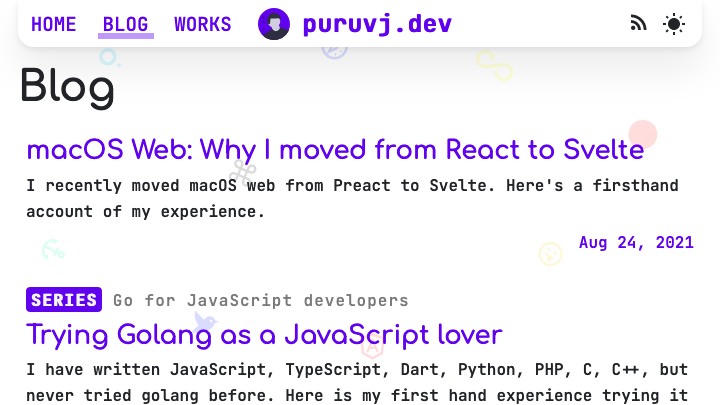 HOME BLOG WORKS puruvj.dev
Blog
macOS Web: Why I moved from React to Svelte
I recently moved macOS web from Preact to Svelte. Here's a firsthand
account of my experience.
Aug 24, 2021
SERIES Go for JavaScript developers
Trying Golang as a JavaScript lover
I have written JavaScript, TypeScript, Dart, Python, PHP, C, C++, but
never tried golang before. Here is my first hand experience trying it